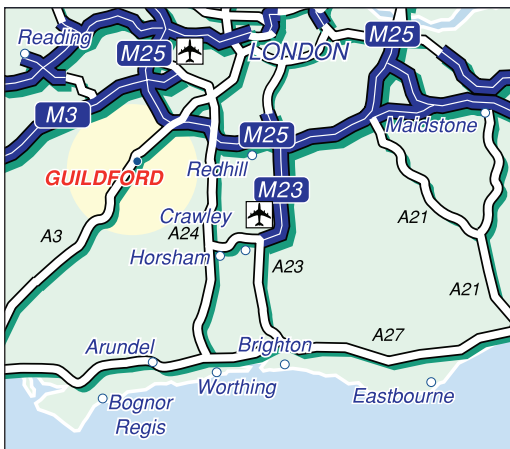 Reading
M25
LONDON
M25
M3
M25
Maidstone
Redhill
GUILDFORD
M23
Crawley
A21
A3
A24
Horsham
A23
A21
A27
Arundel
Brighton
Worthing
Eastbourne
Bognor
Regis